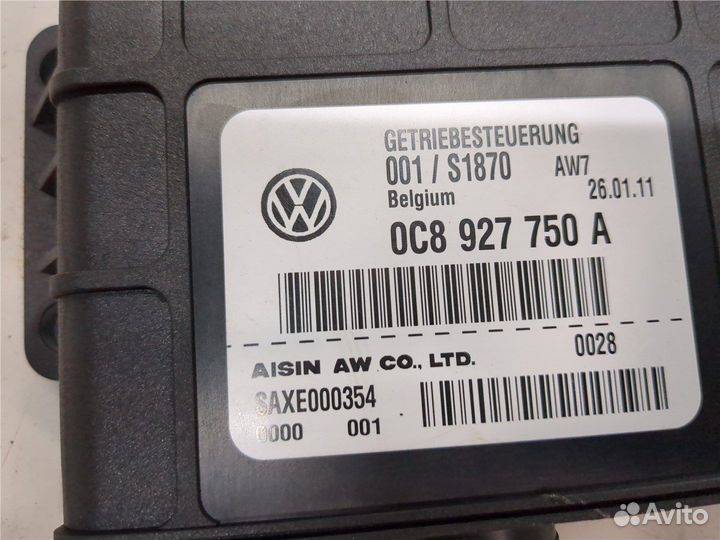 GETRIEBESTEUERUNG
001 / S1870 AW7
Belgium 26.01.11
0C8 927 750 A
0028
AISIN AW CO., LTD.
SAXE000354
0000 001
Avito